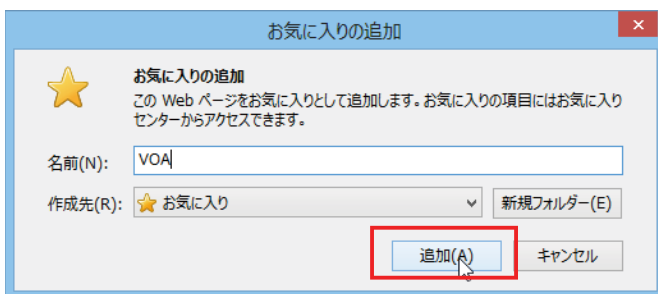 お気に入りの追加
お気に入りの追加
この Web ページをお気に入りとして追加します。お気に入りの項目にはお気に入り
センターからアクセスできます。
名前(N): VOA
作成先(R): お気に入り 新規フォルダー(E)
追加(A) キャンセル